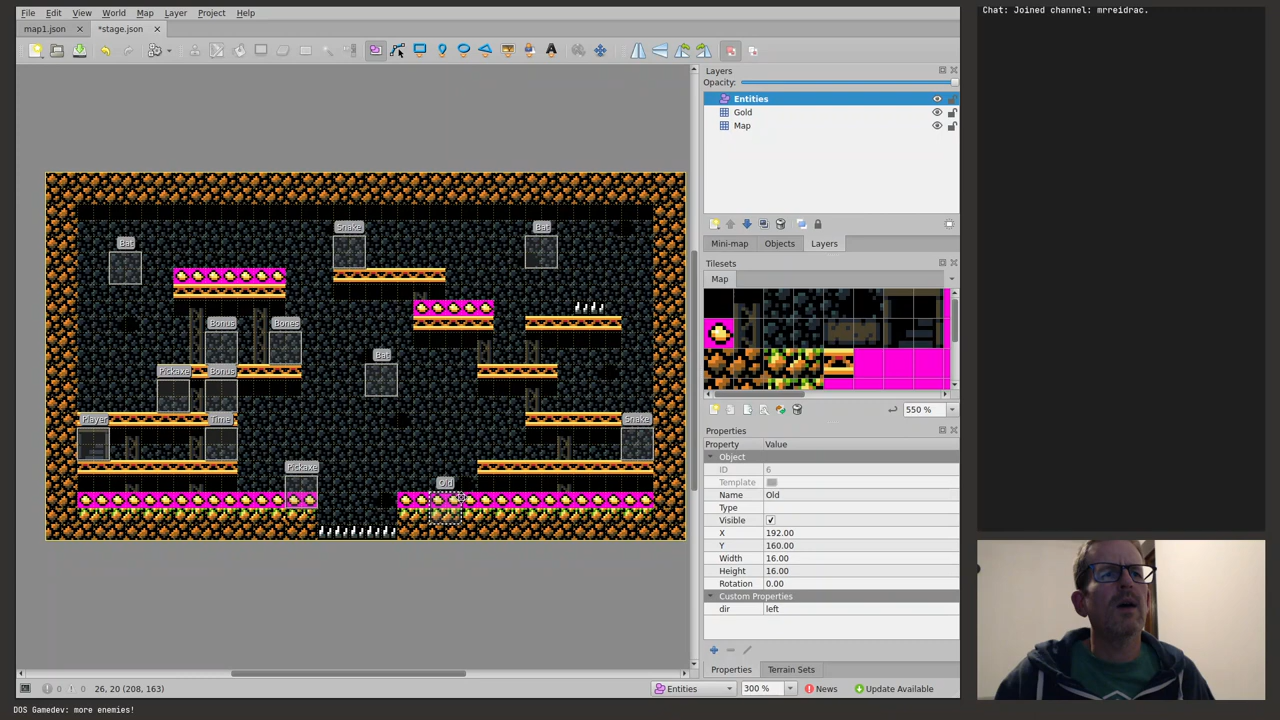 File Edit View World Map Layer Project Help
Chat: Joined channel: mrreidrac.
map1.json
*stage.json
Layers
Opacity:
Entities
Gold
Map
Mini-map Objects Layers
Tilesets
Map
550 %
Snake
Bat
Bat
Bonus
Bones
Bat
Pickaxe
Bonus
Player
Time
Snake
Pickaxe
Old
Properties
Property Value
Object
ID 6
Template
Name Old
Type
Visible
X 192.00
Y 160.00
Width 16.00
Height 16.00
Rotation 0.00
Custom Properties
dir left
Properties Terrain Sets
0 0 26, 20 (208, 163)
Entities
300 %
News
Update Available
DOS Gamedev: more enemies!